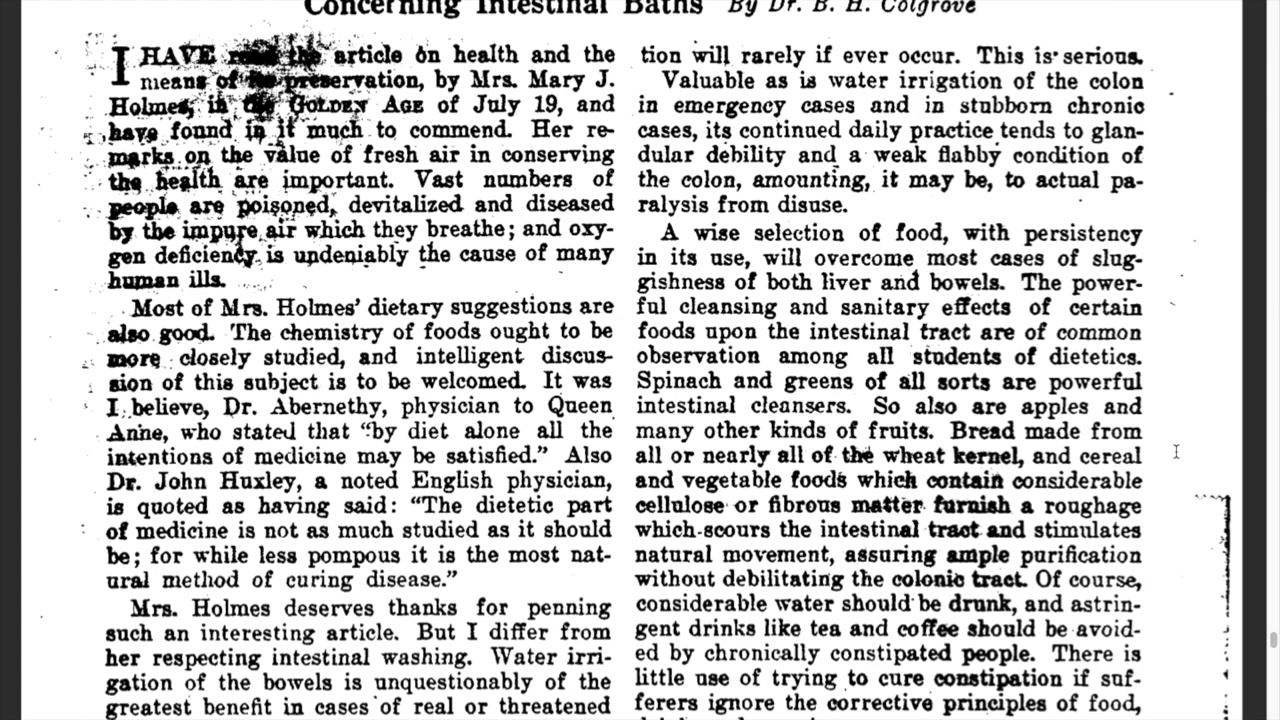 Concerning Intestinal Baths By Dr. B. H. Colgrove
I HAVE read the article on health and the
means of its preservation, by Mrs. Mary J.
Holmes, in the GOLDEN AGE of July 19, and
have found in it much to commend. Her re-
marks on the value of fresh air in conserving
the health are important. Vast numbers of
people are poisoned, devitalized and diseased
by the impure air which they breathe; and oxy-
gen deficiency is undeniably the cause of many
human ills.
Most of Mrs. Holmes' dietary suggestions are
also good. The chemistry of foods ought to be
more closely studied, and intelligent discus-
sion of this subject is to be welcomed. It was
I believe, Dr. Abernethy, physician to Queen
Anne, who stated that "by diet alone all the
intentions of medicine may be satisfied." Also
Dr. John Huxley, a noted English physician,
is quoted as having said: "The dietetic part
of medicine is not as much studied as it should
be; for while less pompous it is the most nat-
ural method of curing disease."
Mrs. Holmes deserves thanks for penning
such an interesting article. But I differ from
her respecting intestinal washing. Water irri-
gation of the bowels is unquestionably of the
greatest benefit in cases of real or threatened
tion will rarely if ever occur. This is serious.
Valuable as is water irrigation of the colon
in emergency cases and in stubborn chronic
cases, its continued daily practice tends to glan-
dular debility and a weak flabby condition of
the colon, amounting, it may be, to actual pa-
ralysis from disuse.
A wise selection of food, with persistency
in its use, will overcome most cases of slug-
gishness of both liver and bowels. The power-
ful cleansing and sanitary effects of certain
foods upon the intestinal tract are of common
observation among all students of dietetics.
Spinach and greens of all sorts are powerful
intestinal cleansers. So also are apples and
many other kinds of fruits. Bread made from
all or nearly all of the wheat kernel, and cereal
and vegetable foods which contain considerable
cellulose or fibrous matter furnish a roughage
which scours the intestinal tract and stimulates
natural movement, assuring ample purification
without debilitating the colonic tract. Of course,
considerable water should be drunk, and astrin-
gent drinks like tea and coffee should be avoid-
ed by chronically constipated people. There is
little use of trying to cure constipation if suf-
ferers ignore the corrective principles of food,